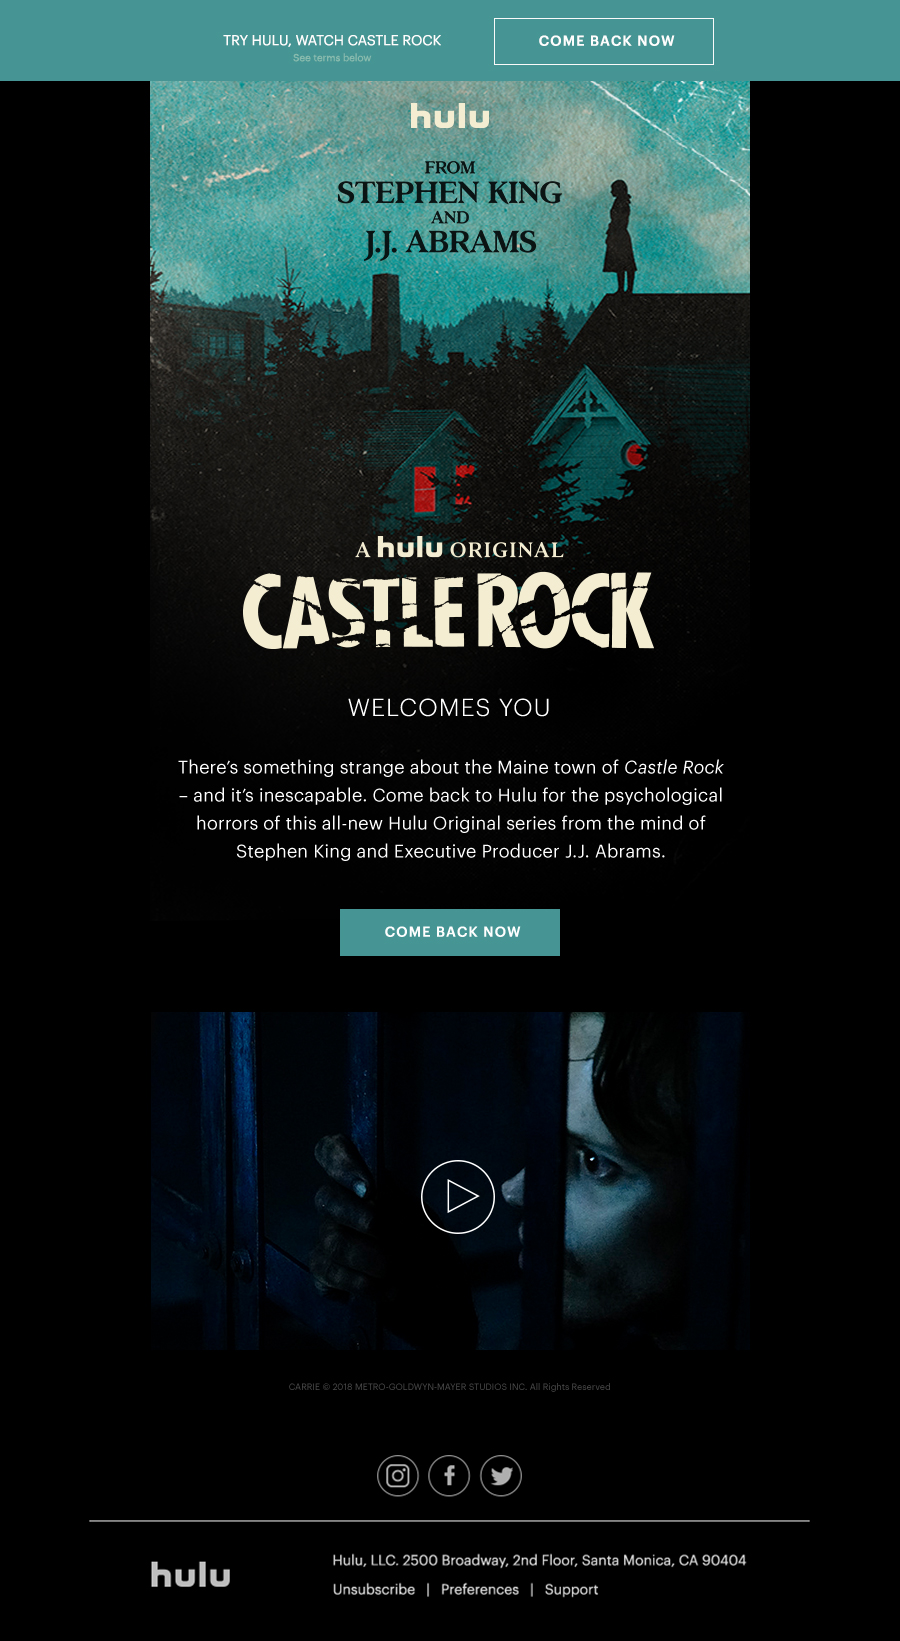 TRY HULU, WATCH CASTLE ROCK
See terms below
COME BACK NOW
hulu
FROM
STEPHEN KING
AND
J.J. ABRAMS
A hulu ORIGINAL
CASTLE ROCK
WELCOMES YOU
There’s something strange about the Maine town of Castle Rock
– and it’s inescapable. Come back to Hulu for the psychological
horrors of this all-new Hulu Original series from the mind of
Stephen King and Executive Producer J.J. Abrams.
COME BACK NOW
CARRIE © 2018 METRO-GOLDWYN-MAYER STUDIOS INC. All Rights Reserved
hulu
Hulu, LLC. 2500 Broadway, 2nd Floor, Santa Monica, CA 90404
Unsubscribe | Preferences | Support